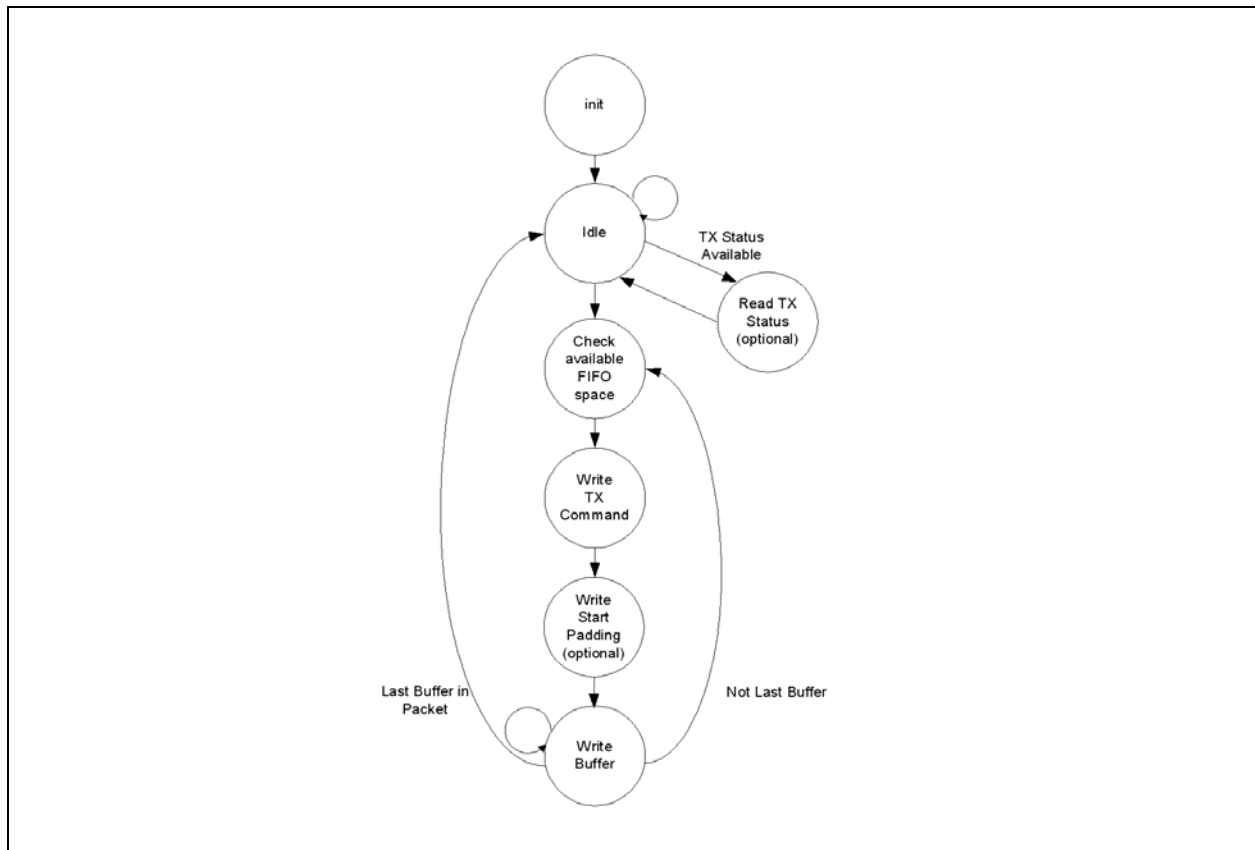 init
Idle
TX Status
Available
Read TX
Status
(optional)
Check
available
FIFO
space
Write
TX
Command
Write
Start
Padding
(optional)
Last Buffer in
Packet
Not Last Buffer
Write
Buffer